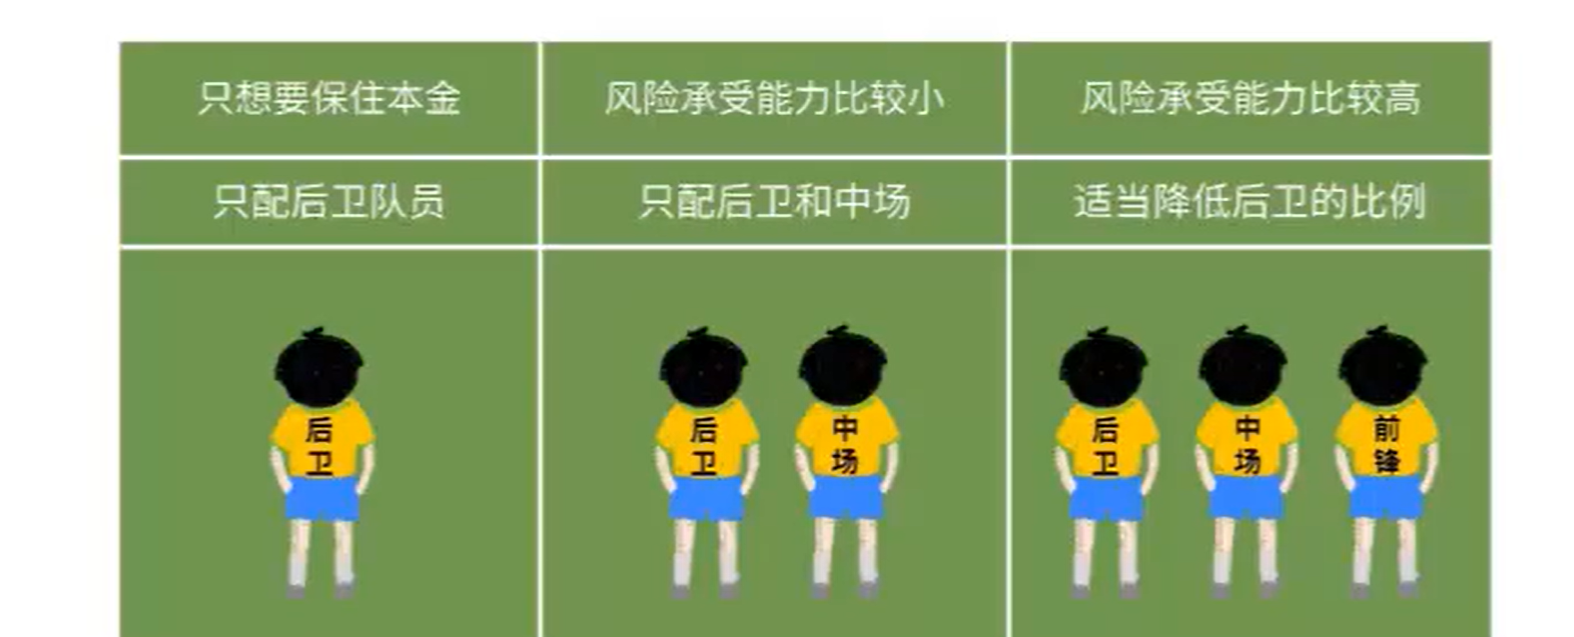 只想要保住本金
风险承受能力比较小
风险承受能力比较高
只配后卫队员
只配后卫和中场
适当降低后卫的比例
后
卫
后
卫
中
场
后
卫
中
场
前
锋